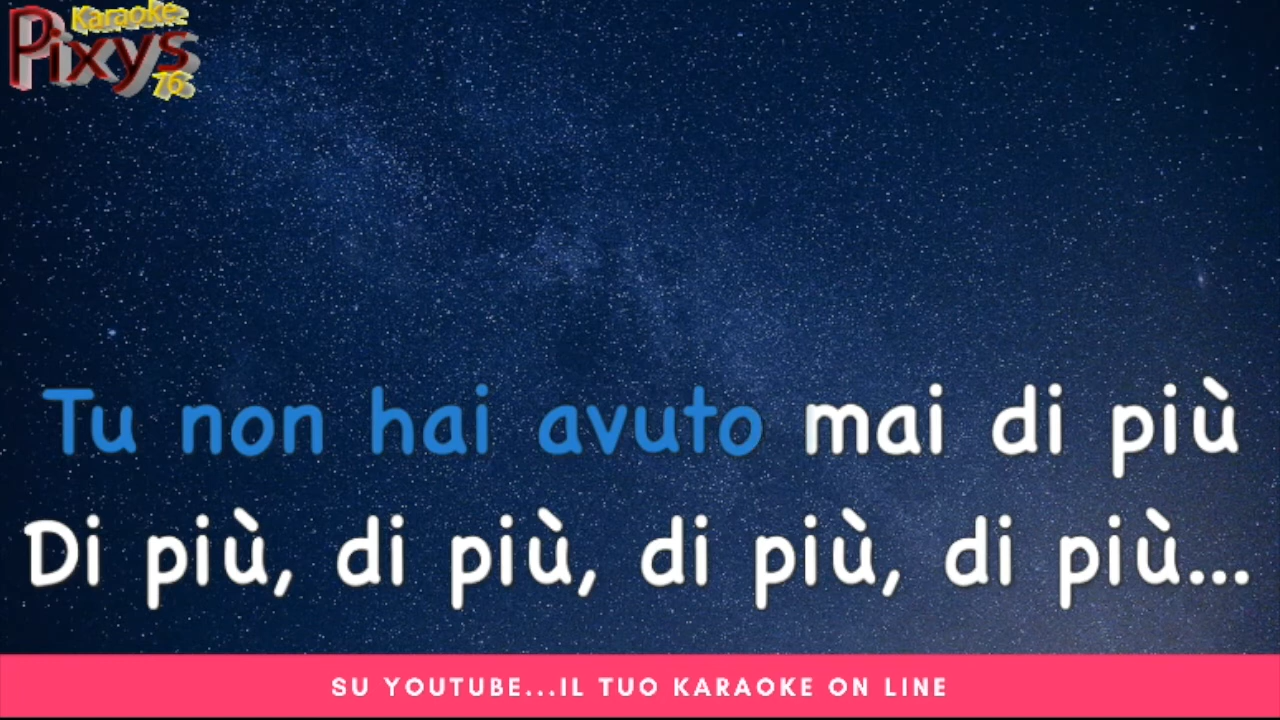 Karaoke
Pixys
76
Tu non hai avuto mai di più
Di più, di più, di più, di più...
SU YOUTUBE...IL TUO KARAOKE ON LINE